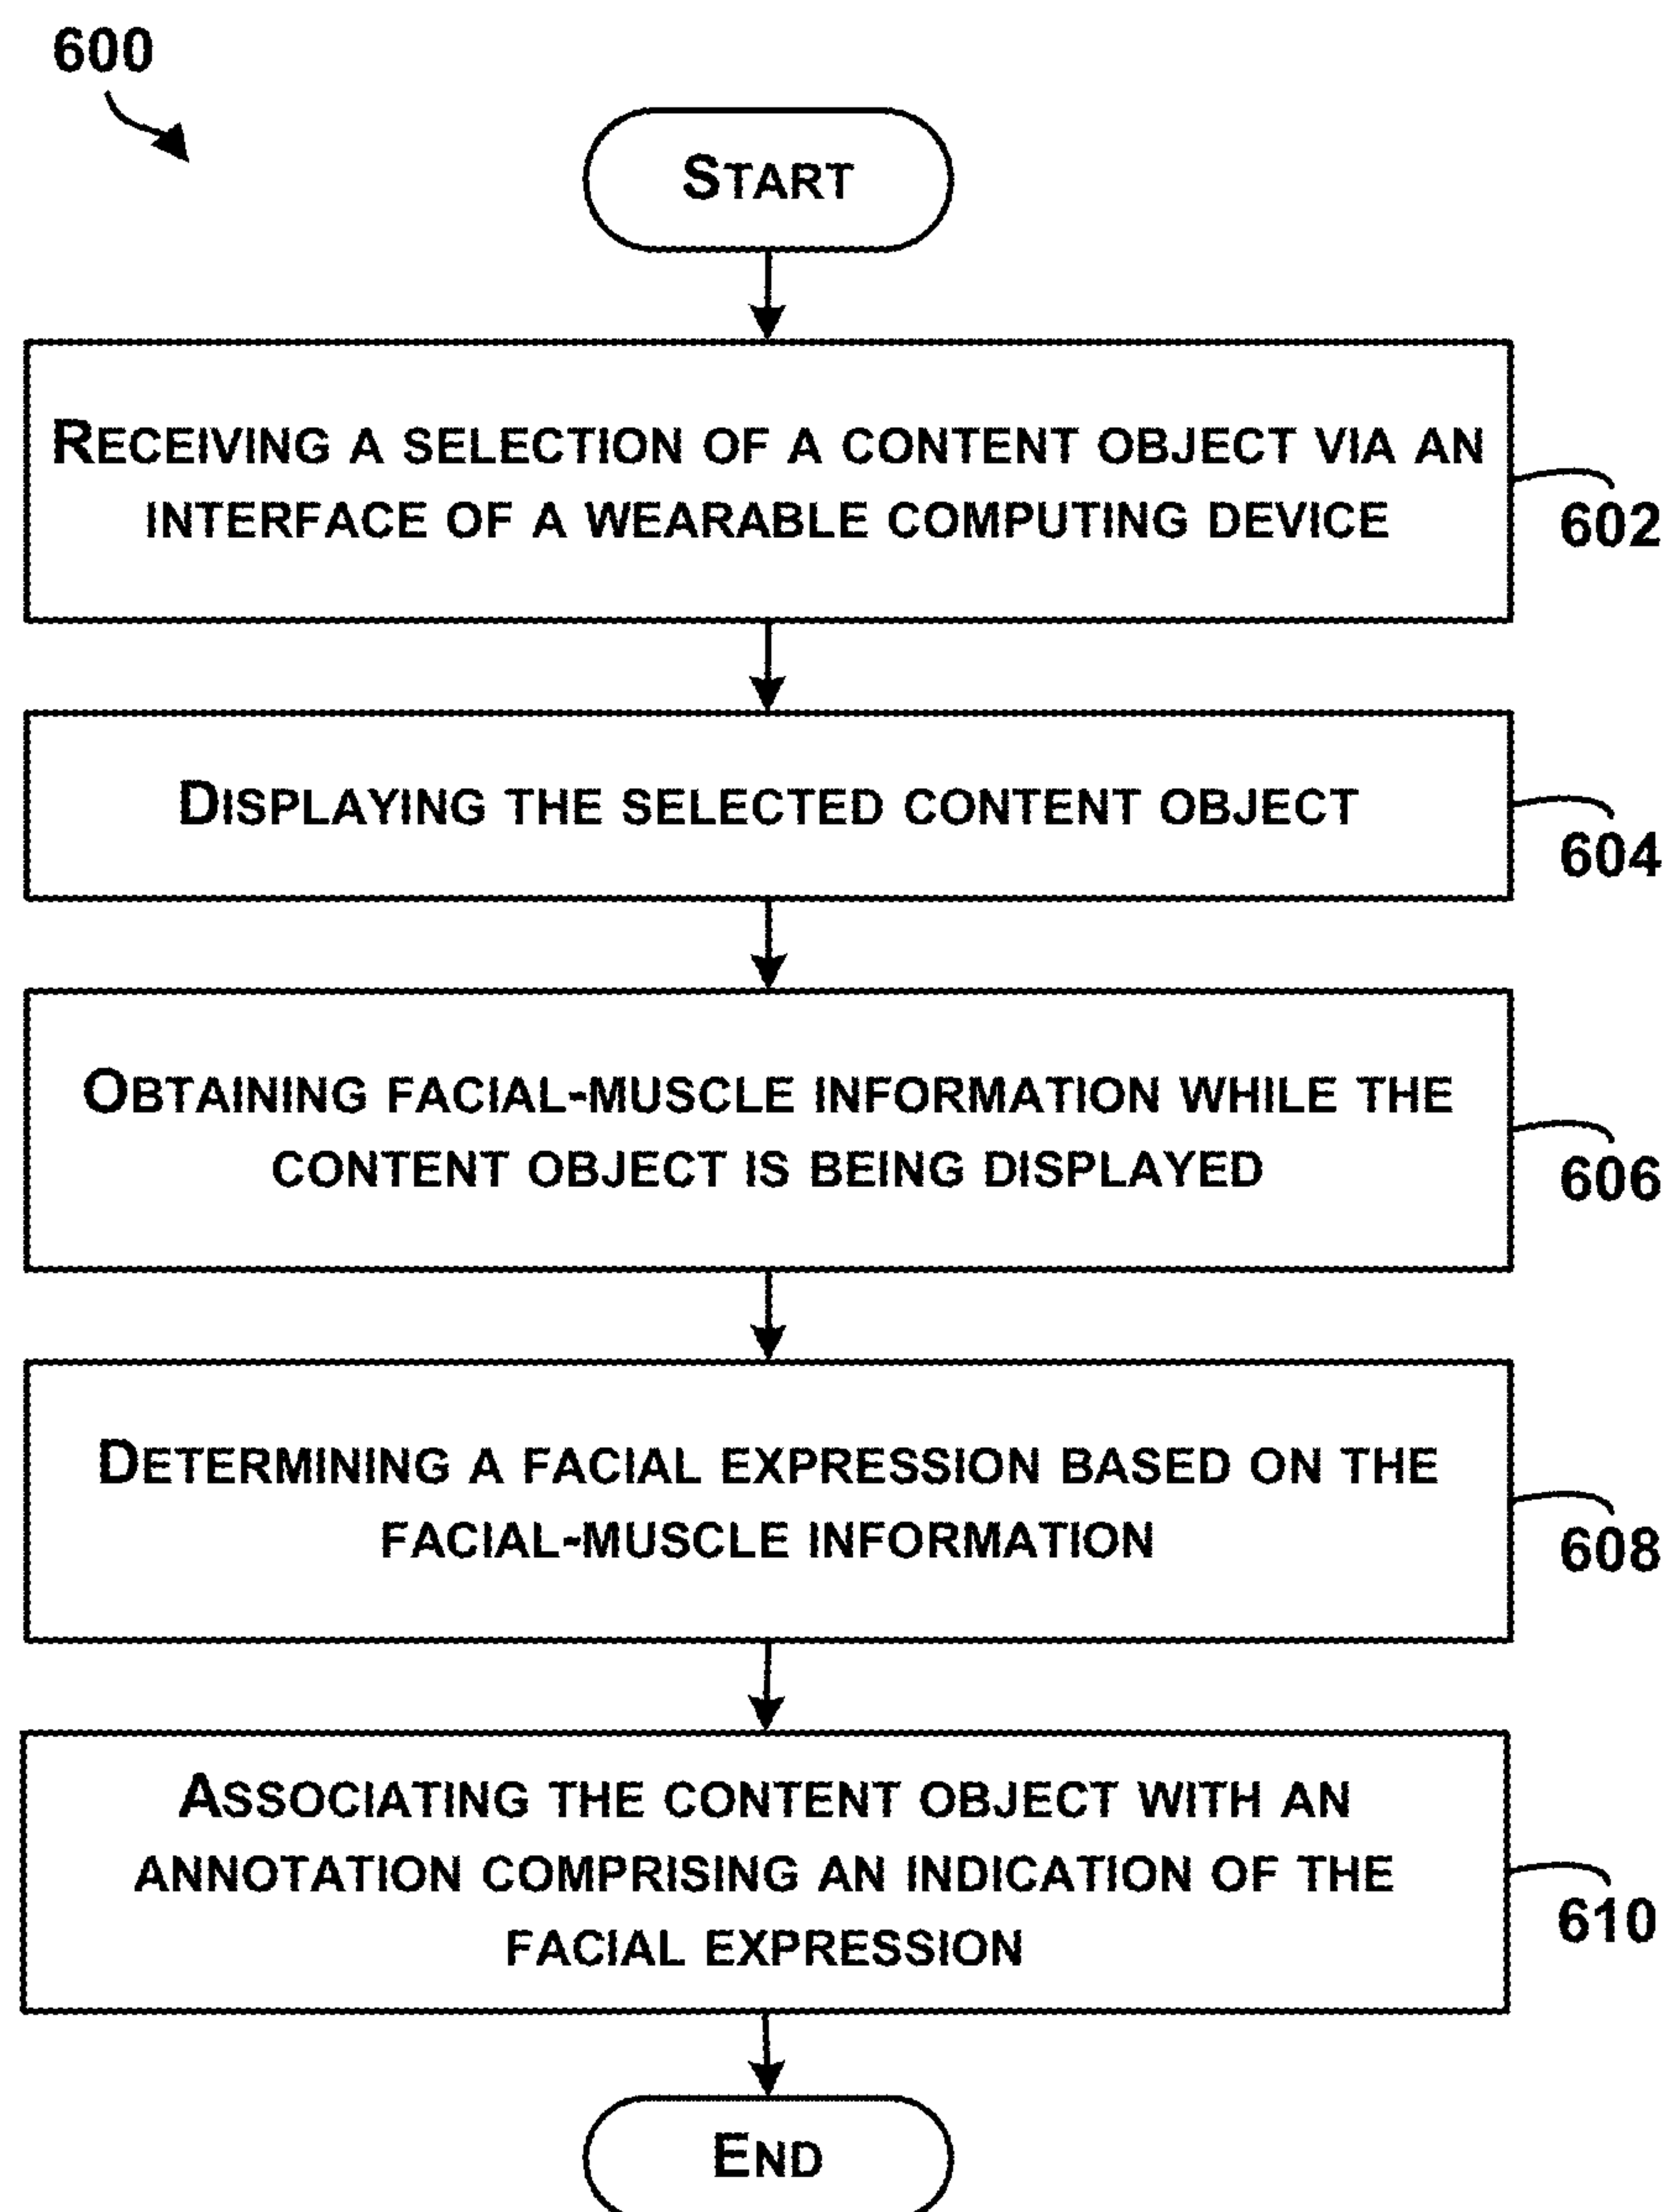 600
START
RECEIVING A SELECTION OF A CONTENT OBJECT VIA AN
INTERFACE OF A WEARABLE COMPUTING DEVICE
602
DISPLAYING THE SELECTED CONTENT OBJECT
604
OBTAINING FACIAL-MUSCLE INFORMATION WHILE THE
CONTENT OBJECT IS BEING DISPLAYED
606
DETERMINING A FACIAL EXPRESSION BASED ON THE
FACIAL-MUSCLE INFORMATION
608
ASSOCIATING THE CONTENT OBJECT WITH AN
ANNOTATION COMPRISING AN INDICATION OF THE
FACIAL EXPRESSION
610
END